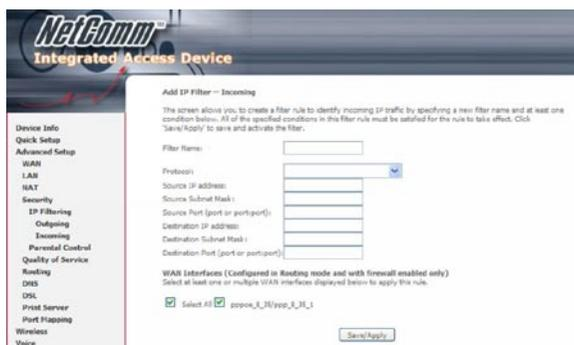 NetComm™
Integrated Access Device
Add IP Filter -- Incoming
The screen allows you to create a filter rule to identify incoming IP traffic by specifying a new filter name and at least one
condition below. All of the specified conditions in this filter rule must be satisfied for the rule to take effect. Click
'Save/Apply' to save and activate the filter.
Filter Name:
Protocol:
Source IP address:
Source Subnet Mask:
Source Port (port or port:port):
Destination IP address:
Destination Subnet Mask:
Destination Port (port or port:port):
WAN Interfaces (Configured in Routing mode and with firewall enabled only)
Select at least one or multiple WAN interfaces displayed below to apply this rule.
Select All pppoe_8_35/ppp_8_35_1
Save/Apply
Device Info
Quick Setup
Advanced Setup
WAN
LAN
NAT
Security
IP Filtering
Outgoing
Incoming
Parental Control
Quality of Service
Routing
DNS
DSL
Print Server
Port Mapping
Wireless
Voice